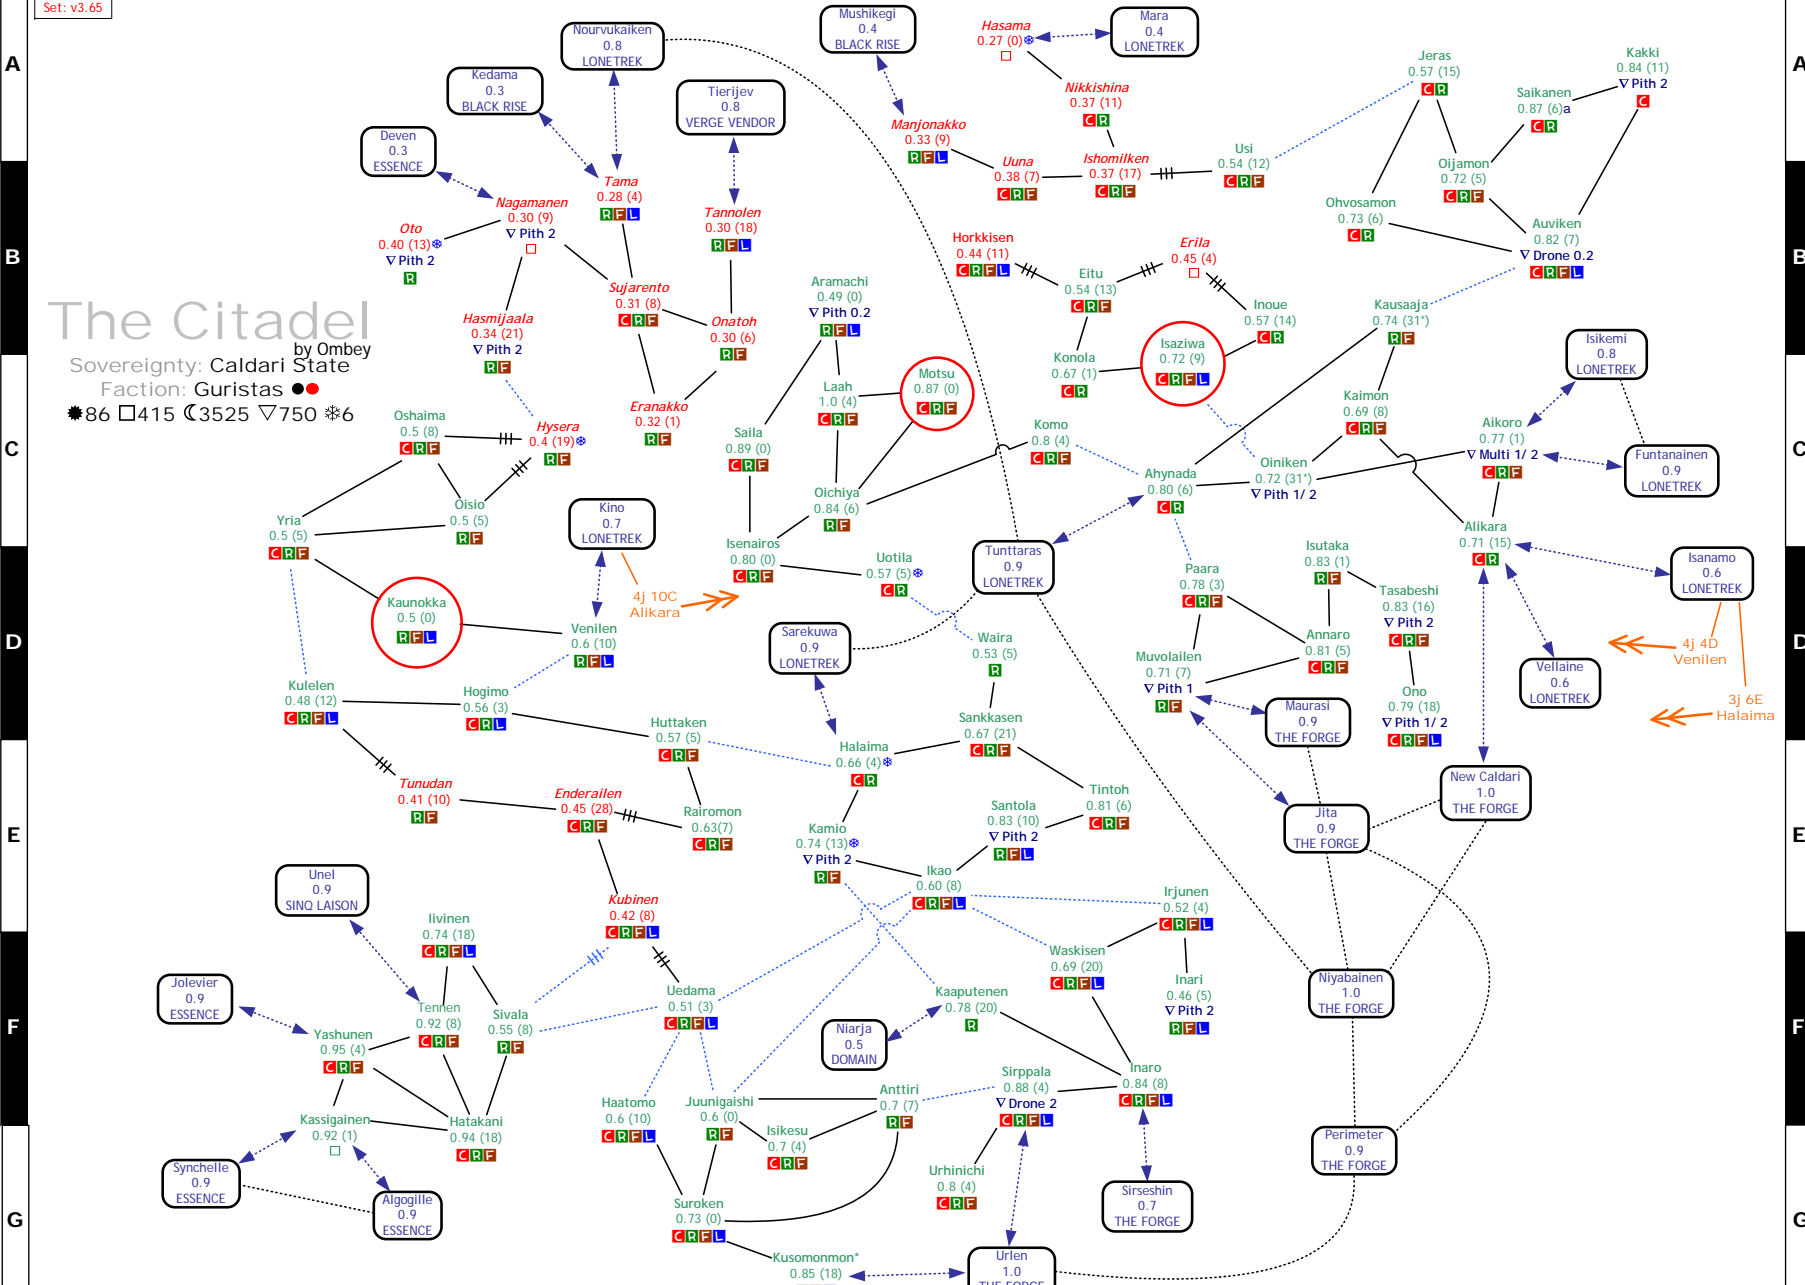 Set: v3.65
A
B
C
D
E
F
G
The Citadel
by Ombey
Sovereignty: Caldari State
Faction: Guristas
86 415 3525 750 6
Nourvukaiken
0.8
LONETREK
Kedama
0.3
BLACK RISE
Deven
0.3
ESSENCE
Tierijev
0.8
VERGE VENDOR
Mushikegi
0.4
BLACK RISE
Mara
0.4
LONETREK
Hasama
0.27 (0)
Nikkishina
0.37 (11)
C R
Manjonakko
0.33 (9)
R F L
Uuna
0.38 (7)
C R F
Ishomilken
0.37 (17)
C R F
Usi
0.54 (12)
C R F
Jeras
0.57 (15)
C R
Kakki
0.84 (11)
Pith 2
C
Saikanen
0.87 (6)a
C R
Oijamon
0.72 (5)
C R F
Ohvosamon
0.73 (6)
C R
Auviken
0.82 (7)
Drone 0.2
C R F L
Tama
0.28 (4)
R F L
Nagamanen
0.30 (9)
Pith 2
Oto
0.40 (13)
Pith 2
R
Tannolen
0.30 (18)
R F L
Sujarento
0.31 (8)
C R F
Onatoh
0.30 (6)
R F
Hasmijaala
0.34 (21)
Pith 2
R F
Eranakko
0.32 (1)
R F
Aramachi
0.49 (0)
Pith 0.2
R F L
Horkkisen
0.44 (11)
C R F L
Eitu
0.54 (13)
C R F
Erila
0.45 (4)
Inoue
0.57 (14)
C R
Konola
0.67 (1)
C R
Isaziwa
0.72 (9)
C R F L
Kausaaja
0.74 (31*)
R F
Isikemi
0.8
LONETREK
Motsu
0.87 (0)
C R F
Laah
1.0 (4)
C R F
Saila
0.89 (0)
C R F
Komo
0.8 (4)
C R F
Kaimon
0.69 (8)
C R F
Aikoro
0.77 (1)
Multi 1/2
C R F
Funtanainen
0.9
LONETREK
Oshaima
0.5 (8)
C R F
Hysera
0.4 (19)
R F
Oisio
0.5 (5)
R F
Yria
0.5 (5)
C R F
Kino
0.7
LONETREK
4j 10C
Alikara
Oichiya
0.84 (6)
R F
Isenairos
0.80 (0)
C R F
Uotila
0.57 (5)
C R
Ahynada
0.80 (6)
C R
Oiniken
0.72 (31*)
Pith 1/2
Alikara
0.71 (15)
C R
Tunttaras
0.9
LONETREK
Isutaka
0.83 (1)
R F
Paara
0.78 (3)
C R F
Tasabeshi
0.83 (16)
Pith 2
C R F
Isanamo
0.6
LONETREK
4j 4D
Venilen
3j 6E
Halaima
Kaunokka
0.5 (0)
R F L
Venilen
0.6 (10)
R F L
Sarekuwa
0.9
LONETREK
Waira
0.53 (5)
R
Annaro
0.81 (5)
C R F
Muvolailen
0.71 (7)
Pith 1
R F
Vellaine
0.6
LONETREK
Kulelen
0.48 (12)
C R F L
Hogimo
0.56 (3)
C R L
Huttaken
0.57 (5)
C R F
Sankkasen
0.67 (21)
C R F
Maurasi
0.9
THE FORGE
Ono
0.79 (18)
Pith 1/2
C R F L
Halaima
0.66 (4)
C R
Tunudan
0.41 (10)
R F
Enderailen
0.45 (28)
C R F
Rairomon
0.63(7)
C R F
Tintoh
0.81 (6)
C R F
Santola
0.83 (10)
Pith 2
R F L
New Caldari
1.0
THE FORGE
Jita
0.9
THE FORGE
Kamio
0.74 (13)
Pith 2
R F
Ikao
0.60 (8)
C R F L
Irjunen
0.52 (4)
C R F L
Unel
0.9
SINQ LAISON
Kubinen
0.42 (8)
C R F L
Iivinen
0.74 (18)
C R F L
Waskisen
0.69 (20)
C R F L
Inari
0.46 (5)
Pith 2
R F L
Niyabainen
1.0
THE FORGE
Jolevier
0.9
ESSENCE
Tennen
0.92 (8)
C R F
Sivala
0.55 (8)
R F
Uedama
0.51 (3)
C R F L
Kaaputenen
0.78 (20)
R
Niarja
0.5
DOMAIN
Yashunen
0.95 (4)
C R F
Inaro
0.84 (8)
C R F L
Sirppala
0.88 (4)
Drone 2
C R F L
Haatomo
0.6 (10)
C R F L
Juunigaishi
0.6 (0)
R F
Anttiri
0.7 (7)
R F
Isikesu
0.7 (4)
C R F
Kassigainen
0.92 (1)
Hatakani
0.94 (18)
C R F
Perimeter
0.9
THE FORGE
Synchelle
0.9
ESSENCE
Algogille
0.9
ESSENCE
Urhinichi
0.8 (4)
C R F
Sirseshin
0.7
THE FORGE
Suroken
0.73 (0)
C R F L
Kusomonmon*
0.85 (18)
Urlen
1.0
THE FORGE
A
B
C
D
E
F
G